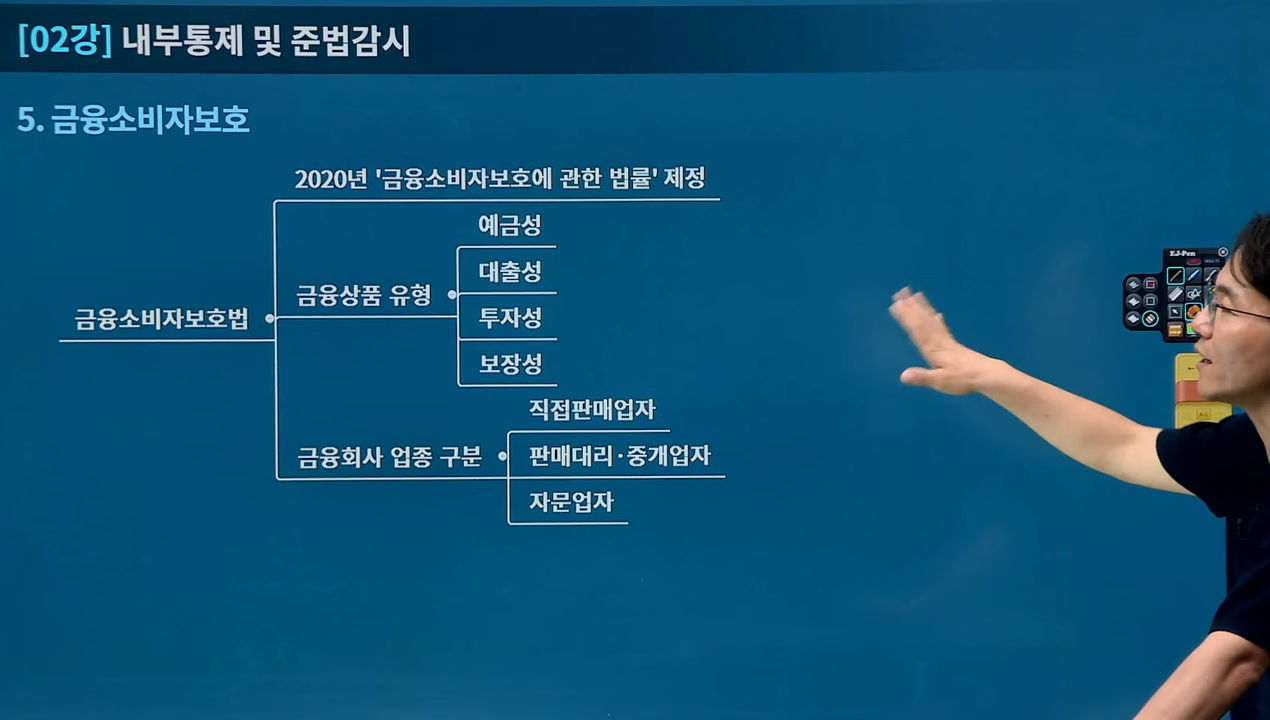 [02강] 내부통제 및 준법감시
5. 금융소비자보호
2020년 '금융소비자보호에 관한 법률' 제정
예금성
대출성
금융상품 유형
투자성
금융소비자보호법
보장성
직접판매업자
금융회사 업종 구분
판매대리·중개업자
자문업자
EJ-Pen
ALL